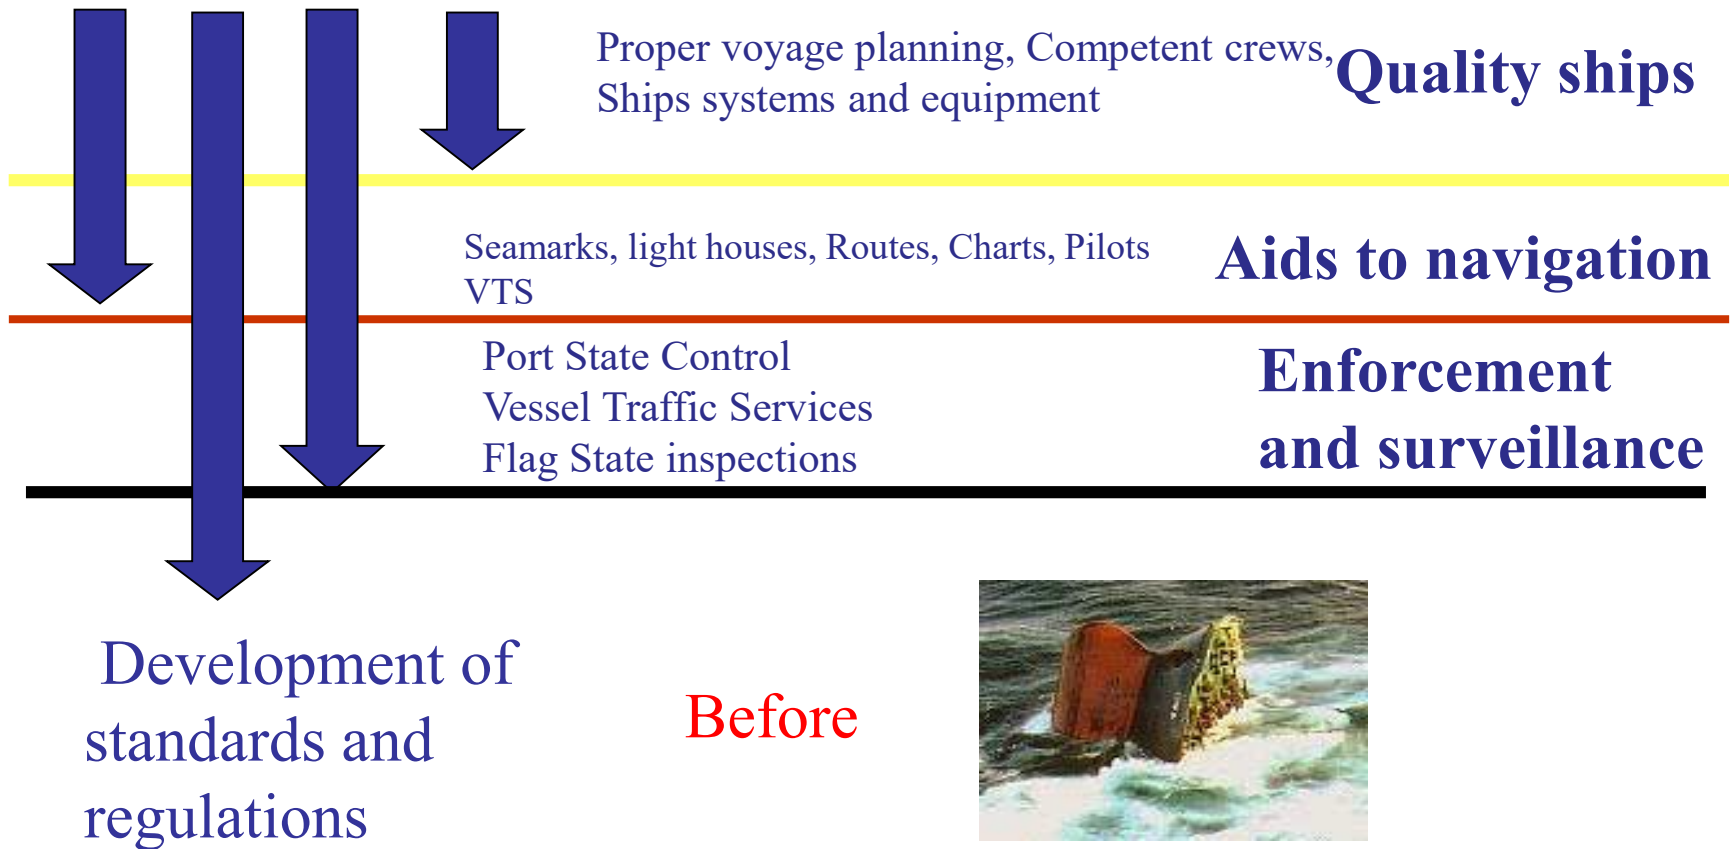 Proper voyage planning, Competent crews,
Ships systems and equipment
Quality ships
Seamarks, light houses, Routes, Charts, Pilots
VTS
Aids to navigation
Port State Control
Vessel Traffic Services
Flag State inspections
Enforcement
and surveillance
Development of
standards and
regulations
Before